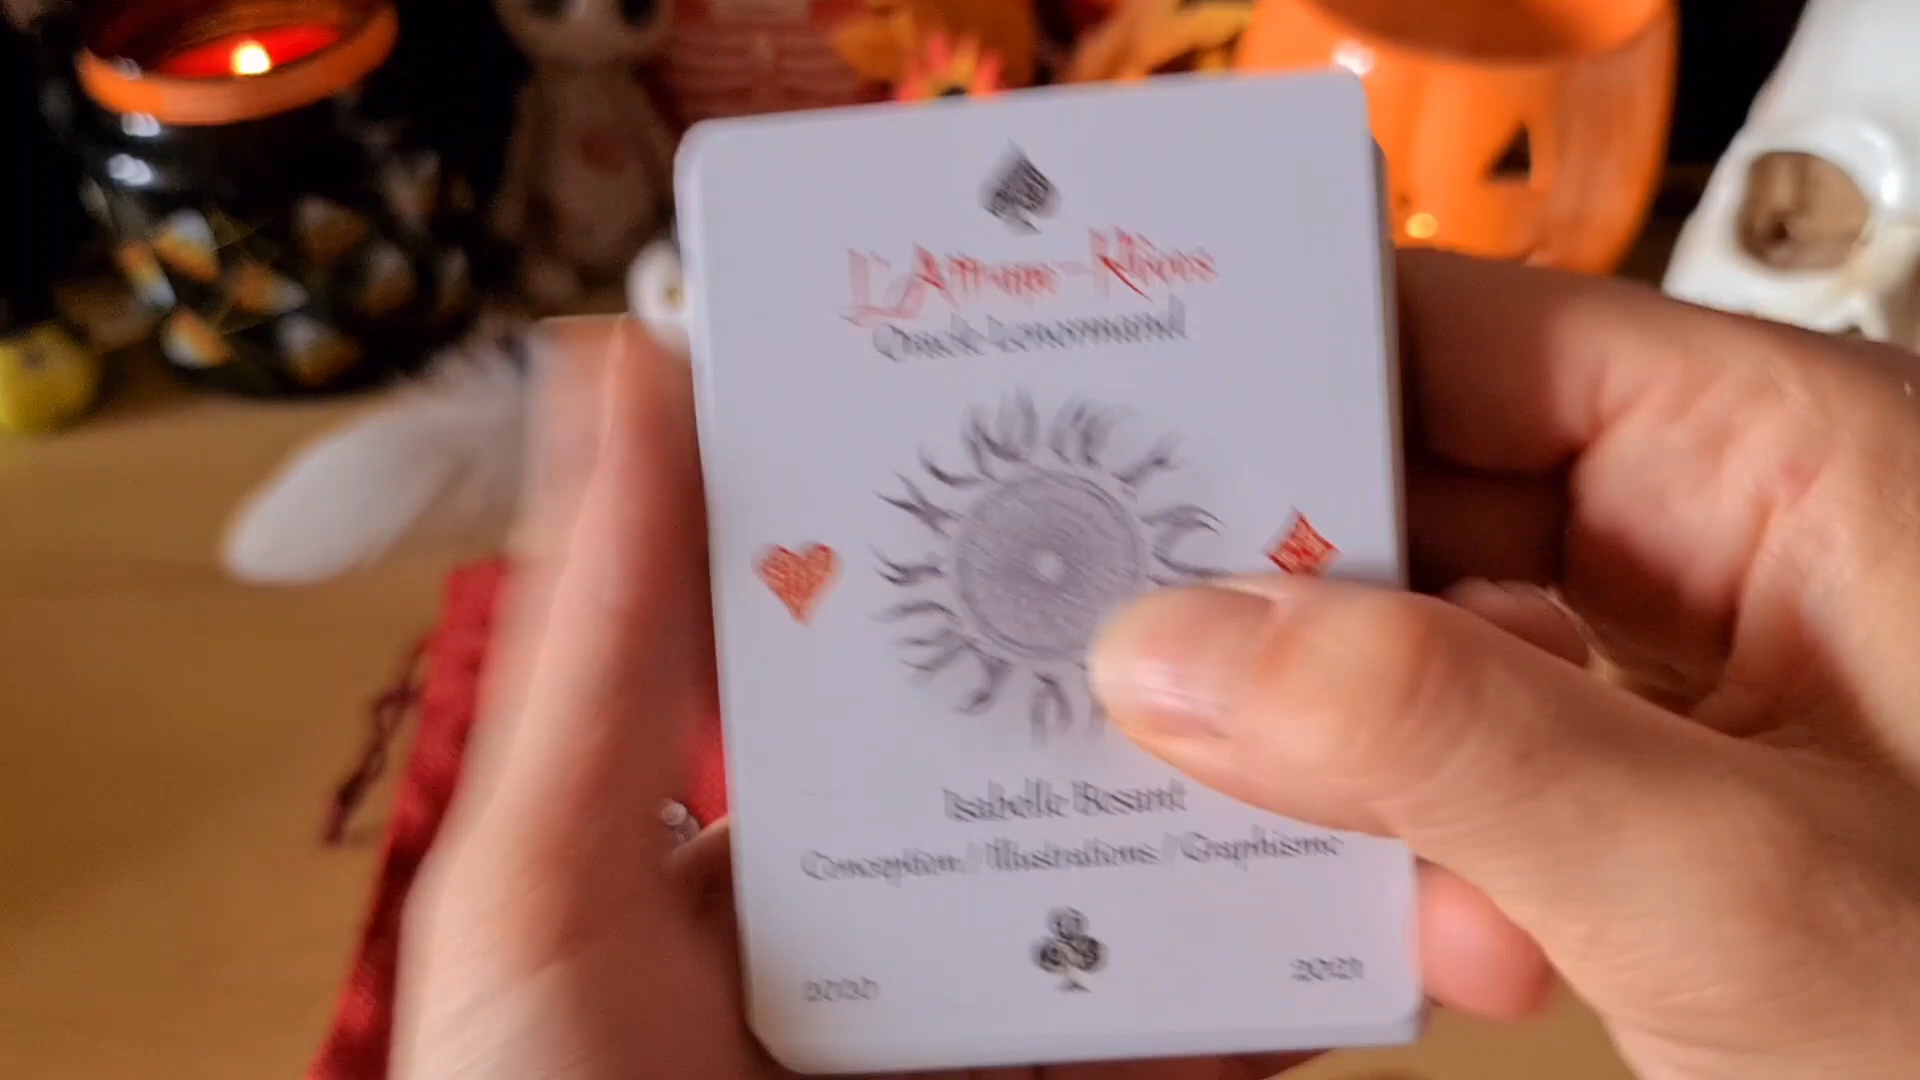 L'Attrape-Rêves
Oracle Lenormand
Isabelle Besant
Conception / Illustrations / Graphisme
2020 2021